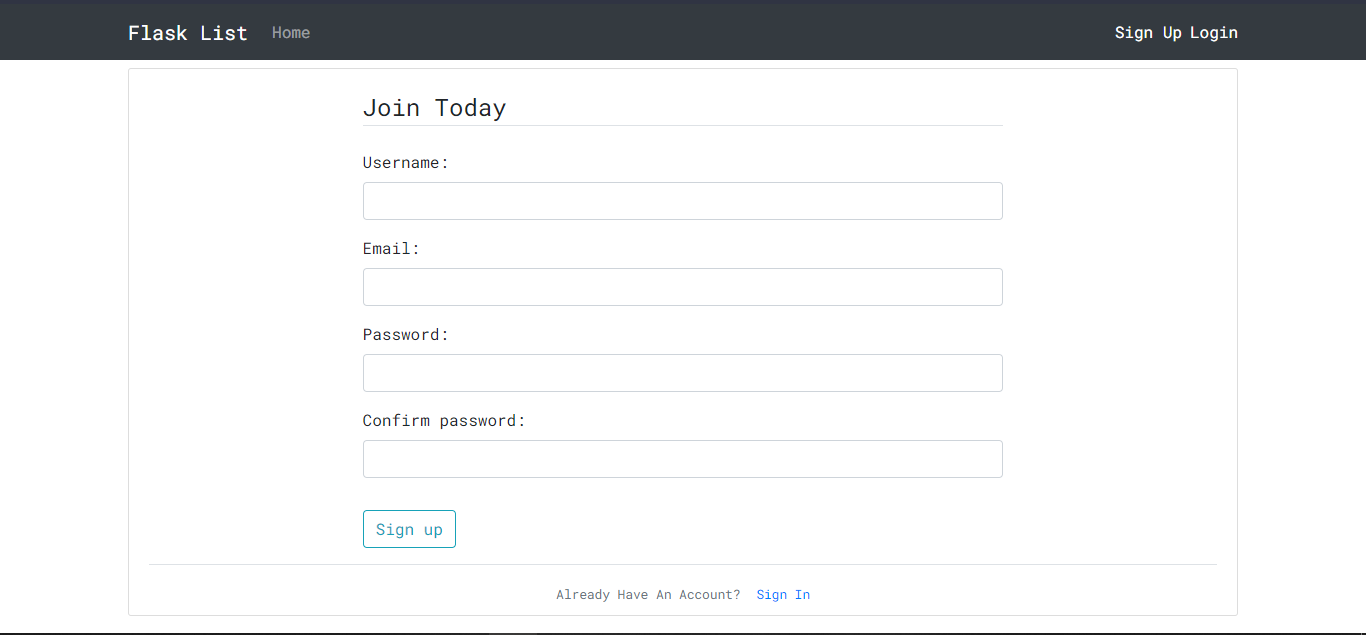 Flask List Home Sign Up Login
Join Today
Username:
Email:
Password:
Confirm password:
Sign up
Already Have An Account? Sign In